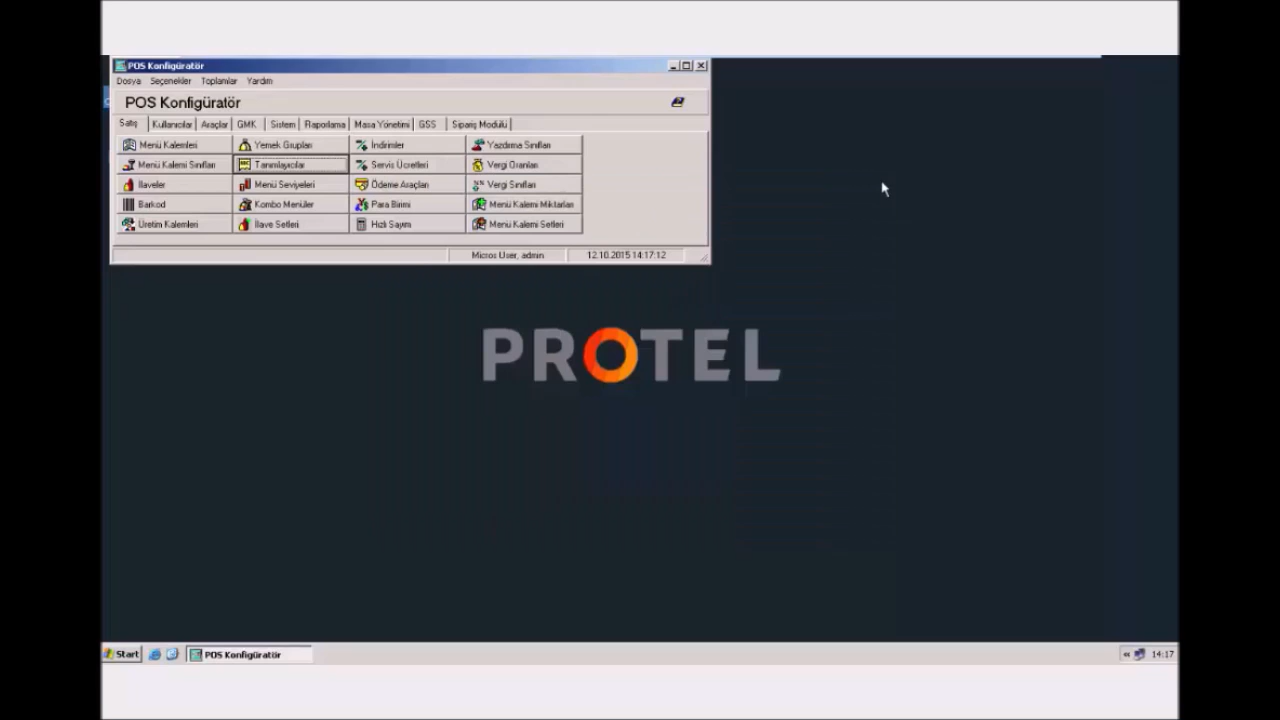 POS Konfigüratör
Dosya Seçenekler Toplamlar Yardım
POS Konfigüratör
Satış Kullanıcılar Araçlar GMK Sistem Raporlama Masa Yönetimi GSS Sipariş Modülü
Menü Kalemleri Yemek Grupları İndirimler Yazdırma Sınıfları
Menü Kalemi Sınıfları Tanımlayıcılar Servis Ücretleri Vergi Oranları
İlaveler Menü Seviyeleri Ödeme Araçları Vergi Sınıfları
Barkod Kombo Menüler Para Birimi Menü Kalemi Miktarları
Üretim Kalemleri İlave Setleri Hızlı Sayım Menü Kalemi Setleri
Micros User, admin 12.10.2015 14:17:12
PROTEL
Start POS Konfigüratör « 14:17